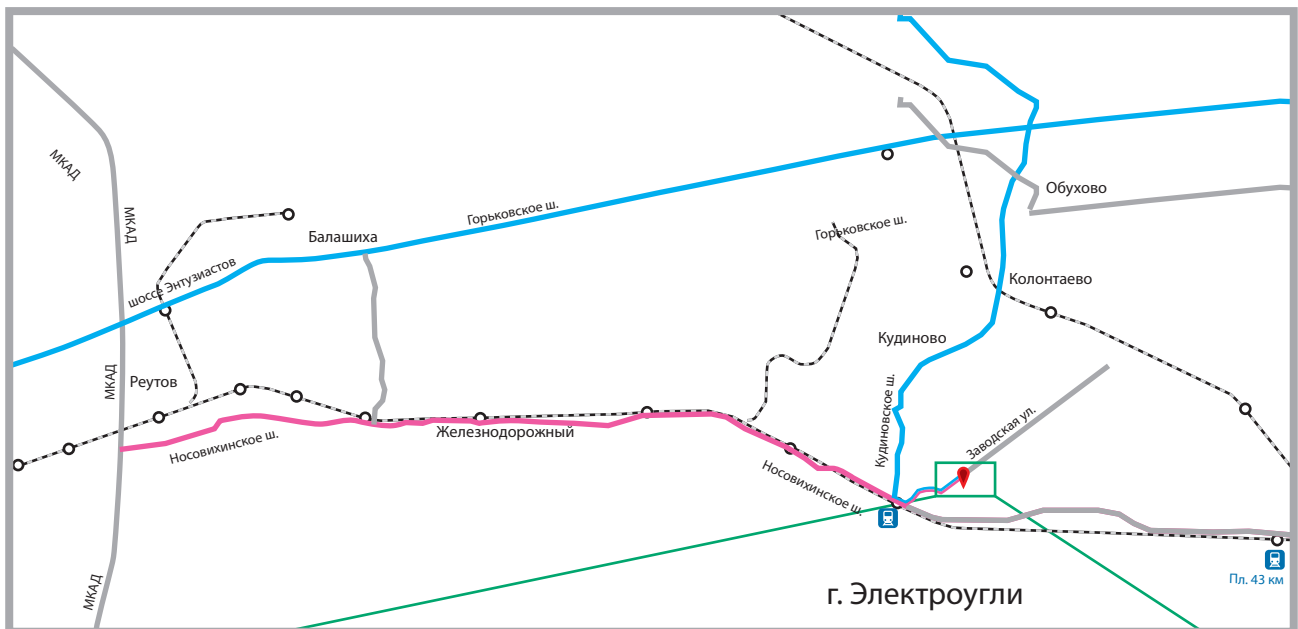 МКАД
МКАД
Обухово
Горьковское ш.
Горьковское ш.
Балашиха
шоссе Энтузиастов
Колонтаево
Кудиново
МКАД
Реутов
Кудиновское ш.
Заводская ул.
Железнодорожный
Носовихинское ш.
Носовихинское ш.
МКАД
Пл. 43 км
г. Электроугли